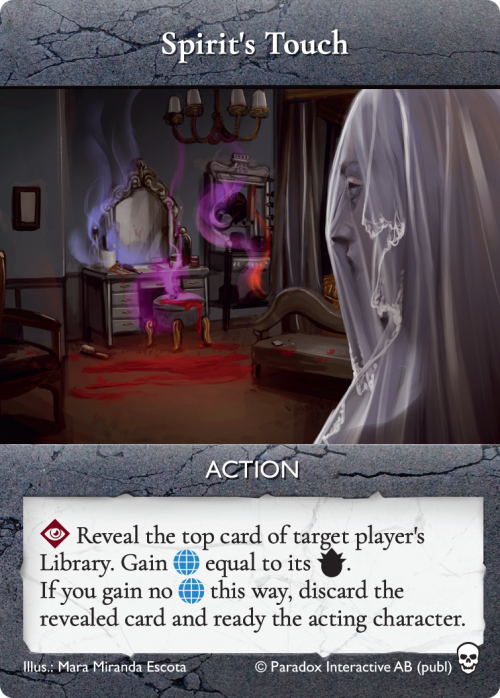 Spirit's Touch
ACTION
Reveal the top card of target player's
Library. Gain equal to its .
If you gain no this way, discard the
revealed card and ready the acting character.
Illus.: Mara Miranda Escota
© Paradox Interactive AB (publ)